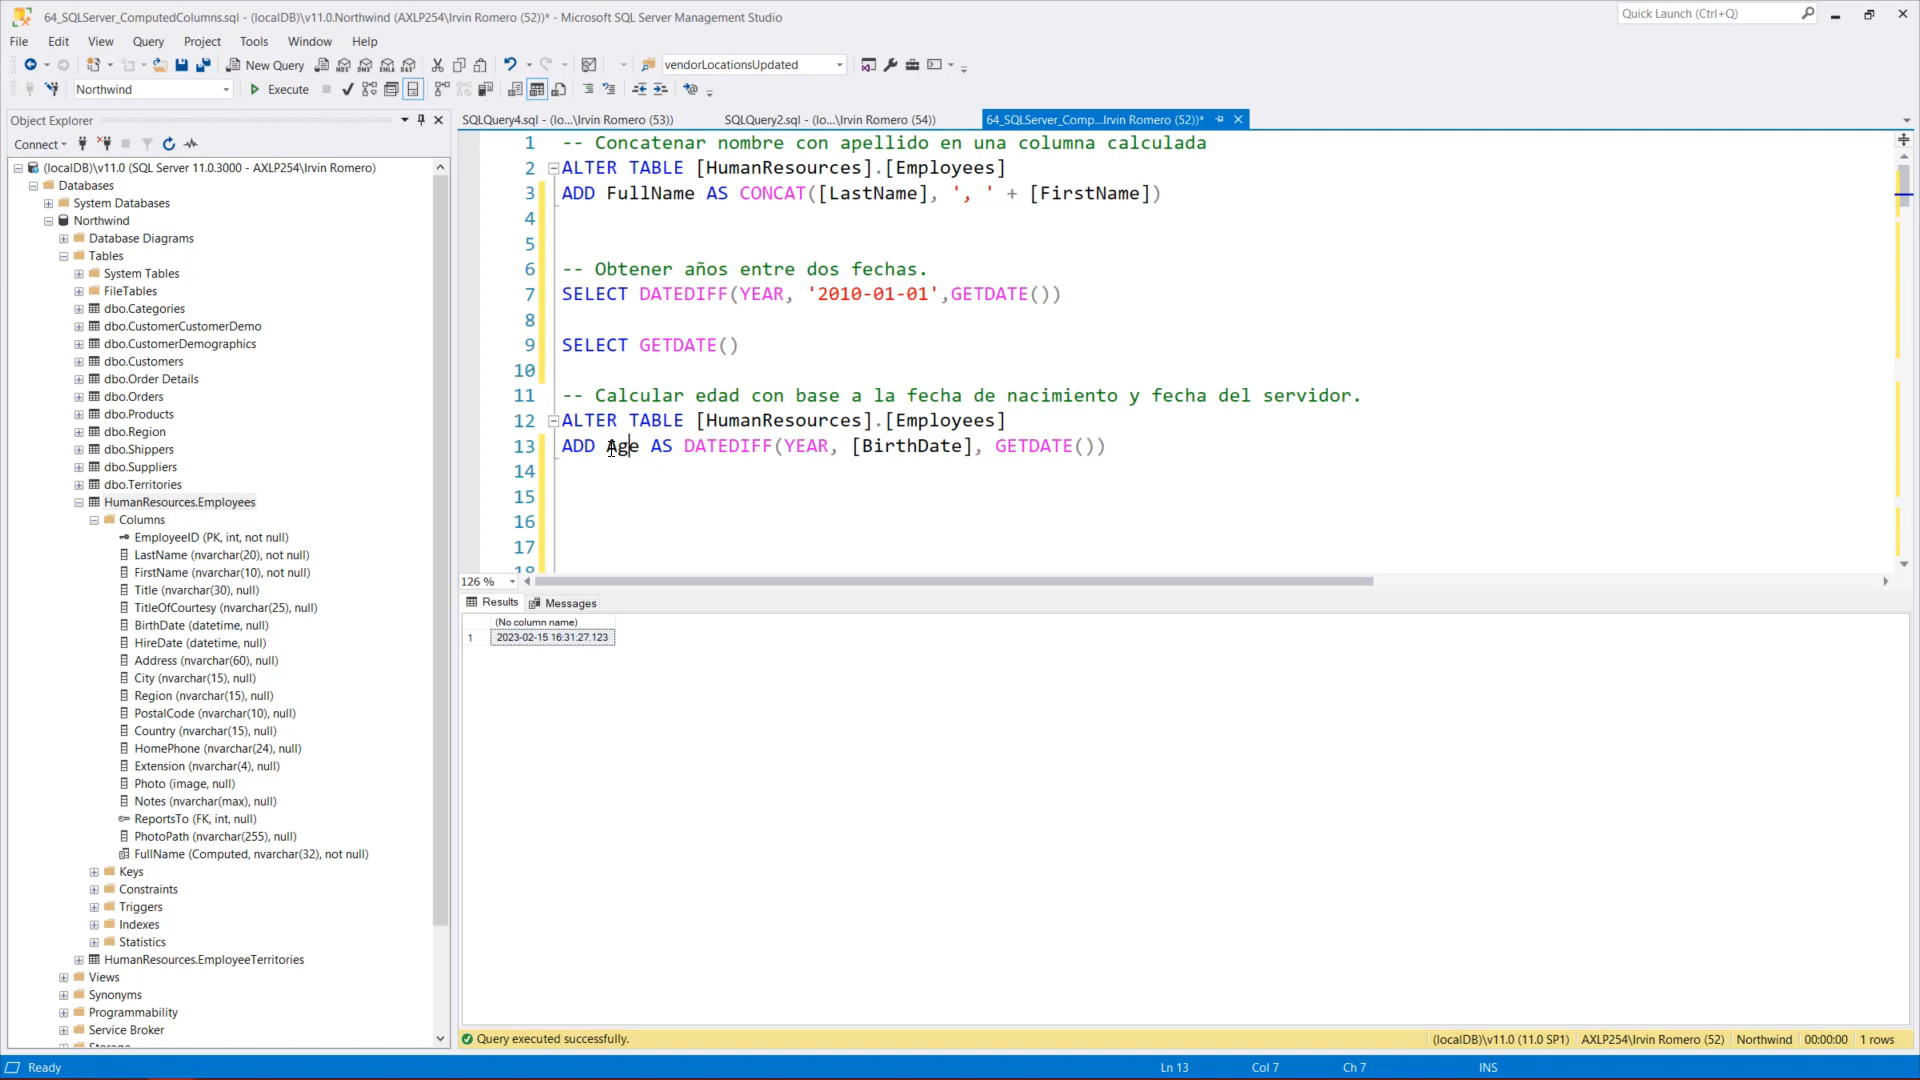 64_SQLServer_ComputedColumns.sql - (localDB)\v11.0.Northwind (AXLP254\Irvin Romero (52))* - Microsoft SQL Server Management Studio
Quick Launch (Ctrl+Q)
File Edit View Query Project Tools Window Help
New Query
vendorLocationsUpdated
Northwind
Execute
Object Explorer
Connect
(localDB)\v11.0 (SQL Server 11.0.3000 - AXLP254\Irvin Romero)
Databases
System Databases
Northwind
Database Diagrams
Tables
System Tables
FileTables
dbo.Categories
dbo.CustomerCustomerDemo
dbo.CustomerDemographics
dbo.Customers
dbo.Order Details
dbo.Orders
dbo.Products
dbo.Region
dbo.Shippers
dbo.Suppliers
dbo.Territories
HumanResources.Employees
Columns
EmployeeID (PK, int, not null)
LastName (nvarchar(20), not null)
FirstName (nvarchar(10), not null)
Title (nvarchar(30), null)
TitleOfCourtesy (nvarchar(25), null)
BirthDate (datetime, null)
HireDate (datetime, null)
Address (nvarchar(60), null)
City (nvarchar(15), null)
Region (nvarchar(15), null)
PostalCode (nvarchar(10), null)
Country (nvarchar(15), null)
HomePhone (nvarchar(24), null)
Extension (nvarchar(4), null)
Photo (image, null)
Notes (nvarchar(max), null)
ReportsTo (FK, int, null)
PhotoPath (nvarchar(255), null)
FullName (Computed, nvarchar(32), not null)
Keys
Constraints
Triggers
Indexes
Statistics
HumanResources.EmployeeTerritories
Views
Synonyms
Programmability
Service Broker
SQLQuery4.sql - (lo...\Irvin Romero (53)) SQLQuery2.sql - (lo...\Irvin Romero (54)) 64_SQLServer_Comp...Irvin Romero (52))*
1 -- Concatenar nombre con apellido en una columna calculada
2 ALTER TABLE [HumanResources].[Employees]
3 ADD FullName AS CONCAT([LastName], ', ' + [FirstName])
4
5
6 -- Obtener años entre dos fechas.
7 SELECT DATEDIFF(YEAR, '2010-01-01',GETDATE())
8
9 SELECT GETDATE()
10
11 -- Calcular edad con base a la fecha de nacimiento y fecha del servidor.
12 ALTER TABLE [HumanResources].[Employees]
13 ADD Age AS DATEDIFF(YEAR, [BirthDate], GETDATE())
14
15
16
17
18
126 %
Results Messages
(No column name)
1 2023-02-15 16:31:27.123
Query executed successfully. (localDB)\v11.0 (11.0 SP1) AXLP254\Irvin Romero (52) Northwind 00:00:00 1 rows
Ready Ln 13 Col 7 Ch 7 INS